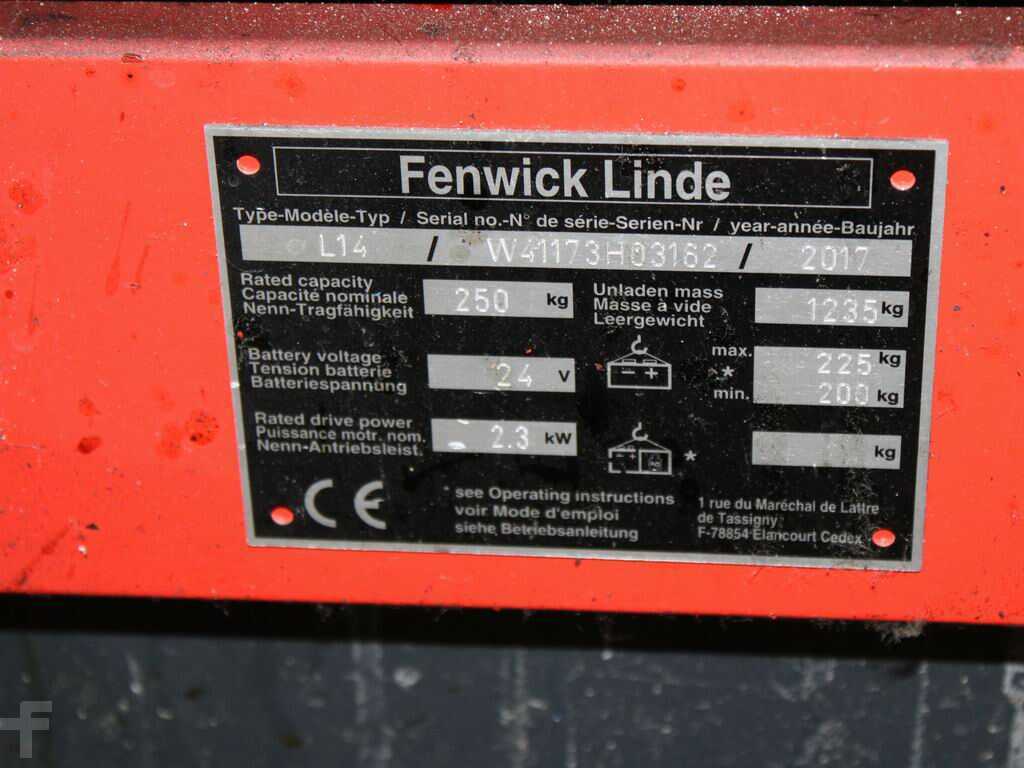 Fenwick Linde
Type-Modèle-Typ / Serial no.-N° de série-Serien-Nr / year-année-Baujahr
L14 / W41173H03162 / 2017
Rated capacity
Capacité nominale
Nenn-Tragfähigkeit
250 kg
Unladen mass
Masse à vide
Leergewicht
1235 kg
Battery voltage
Tension batterie
Batteriespannung
24 V
- +
*
max. 225 kg
min. 200 kg
Rated drive power
Puissance motr. nom.
Nenn-Antriebsleist.
2.3 kW
*
kg
CE
* see Operating instructions
voir Mode d'emploi
siehe Betriebsanleitung
1 rue du Maréchal de Lattre
de Tassigny
F-78854 Elancourt Cedex